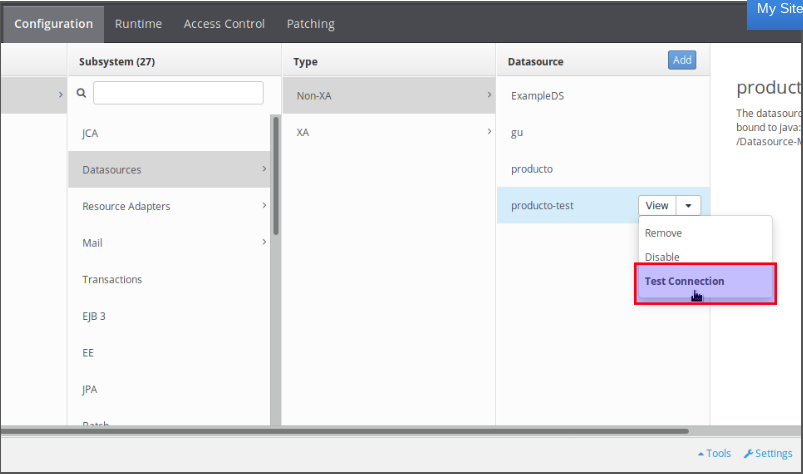 Configuration Runtime Access Control Patching My Site
Subsystem (27) Type Datasource Add
Non-XA ExampleDS
JCA XA gu
Datasources producto
Resource Adapters producto-test View
Mail Remove
Disable
Transactions Test Connection
EJB 3
EE
JPA
Batch
product
The datasourc
bound to java:
/Datasource-M
Tools Settings